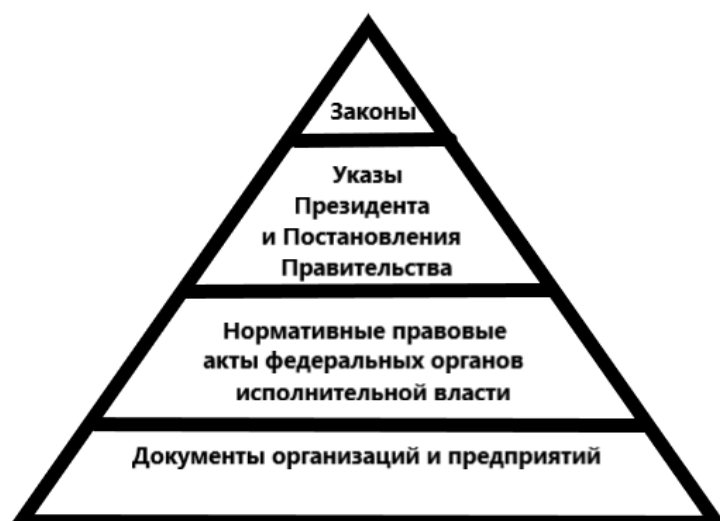 Законы
Указы
Президента
и Постановления
Правительства
Нормативные правовые
акты федеральных органов
исполнительной власти
Документы организаций и предприятий